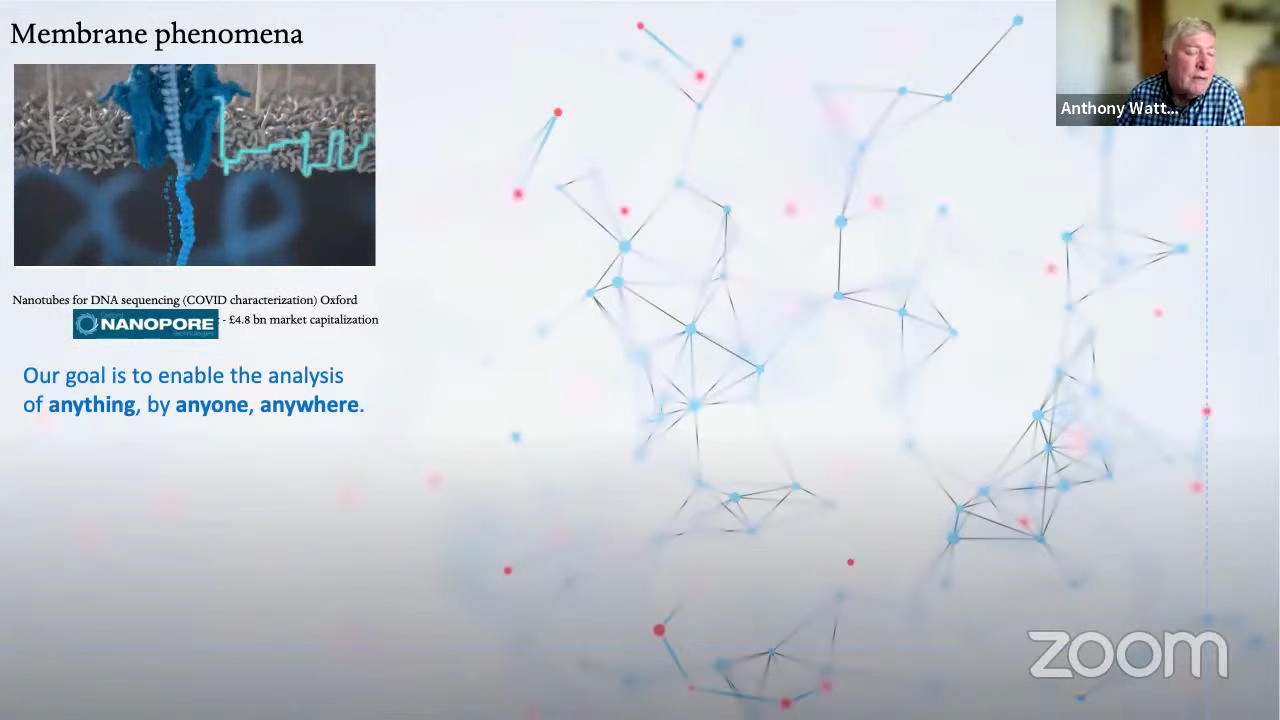 Membrane phenomena
Anthony Watt...
Nanotubes for DNA sequencing (COVID characterization) Oxford
Oxford
NANOPORE
- £4.8 bn market capitalization
Our goal is to enable the analysis
of anything, by anyone, anywhere.
zoom